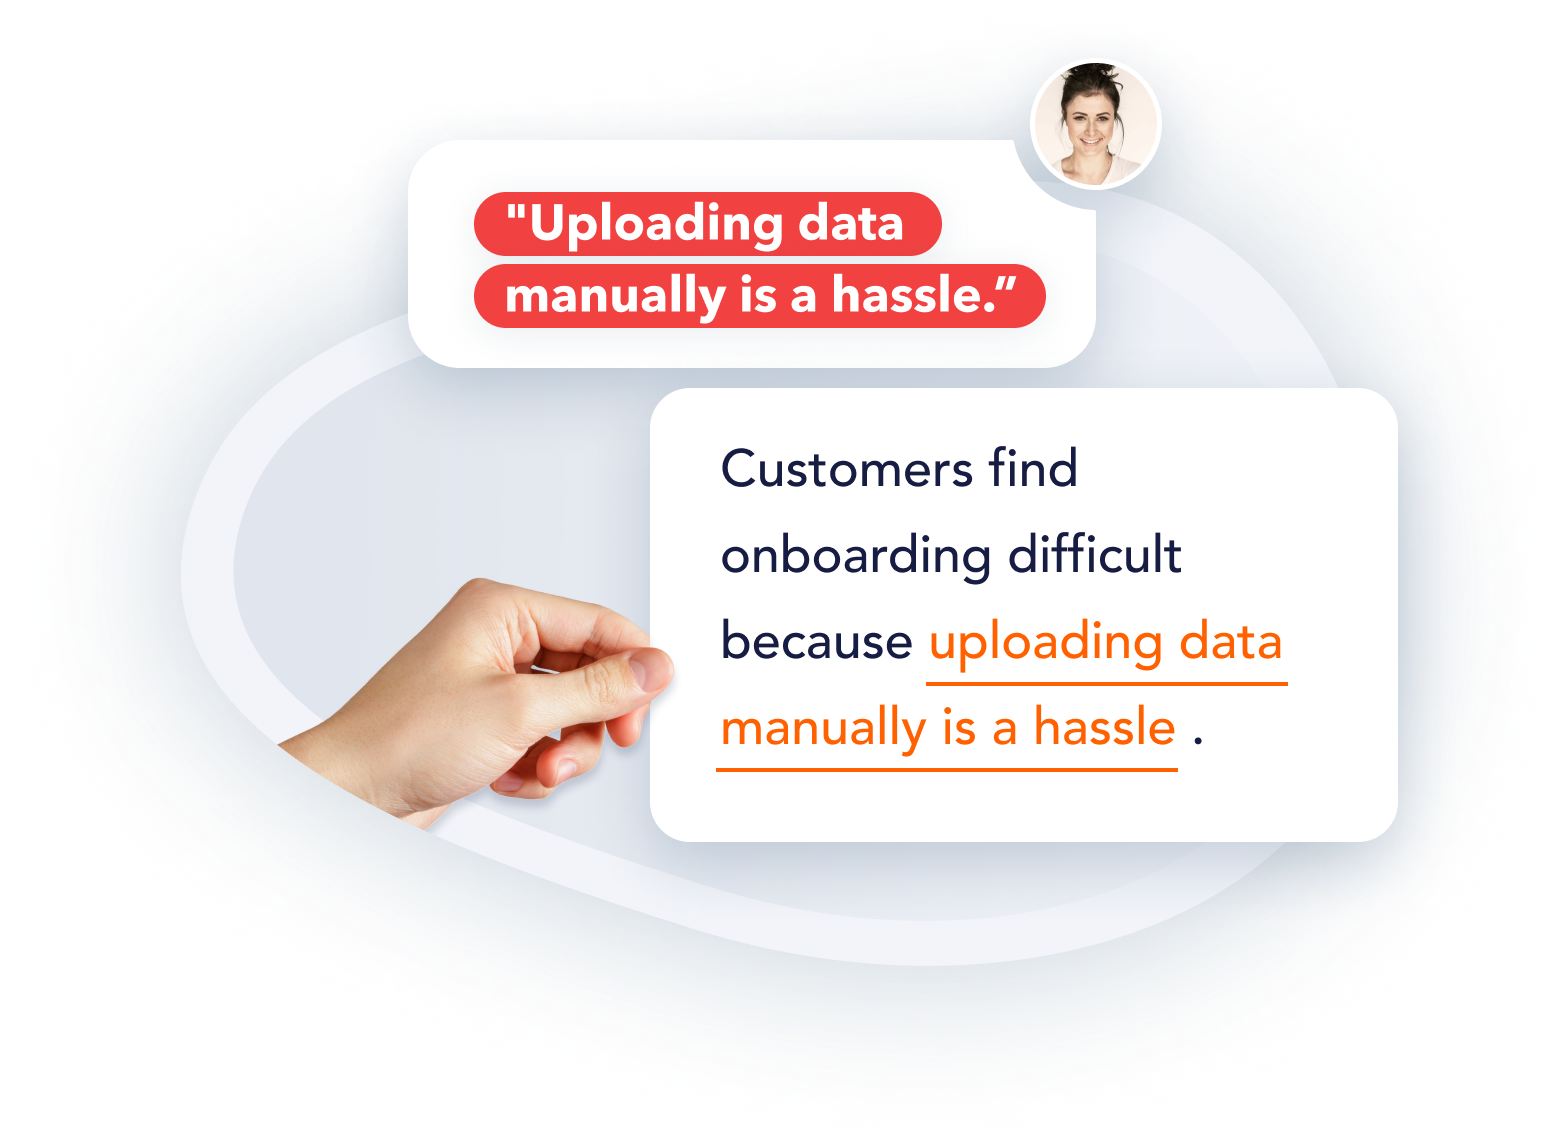 "Uploading data
manually is a hassle.”
Customers find
onboarding difficult
because uploading data
manually is a hassle .